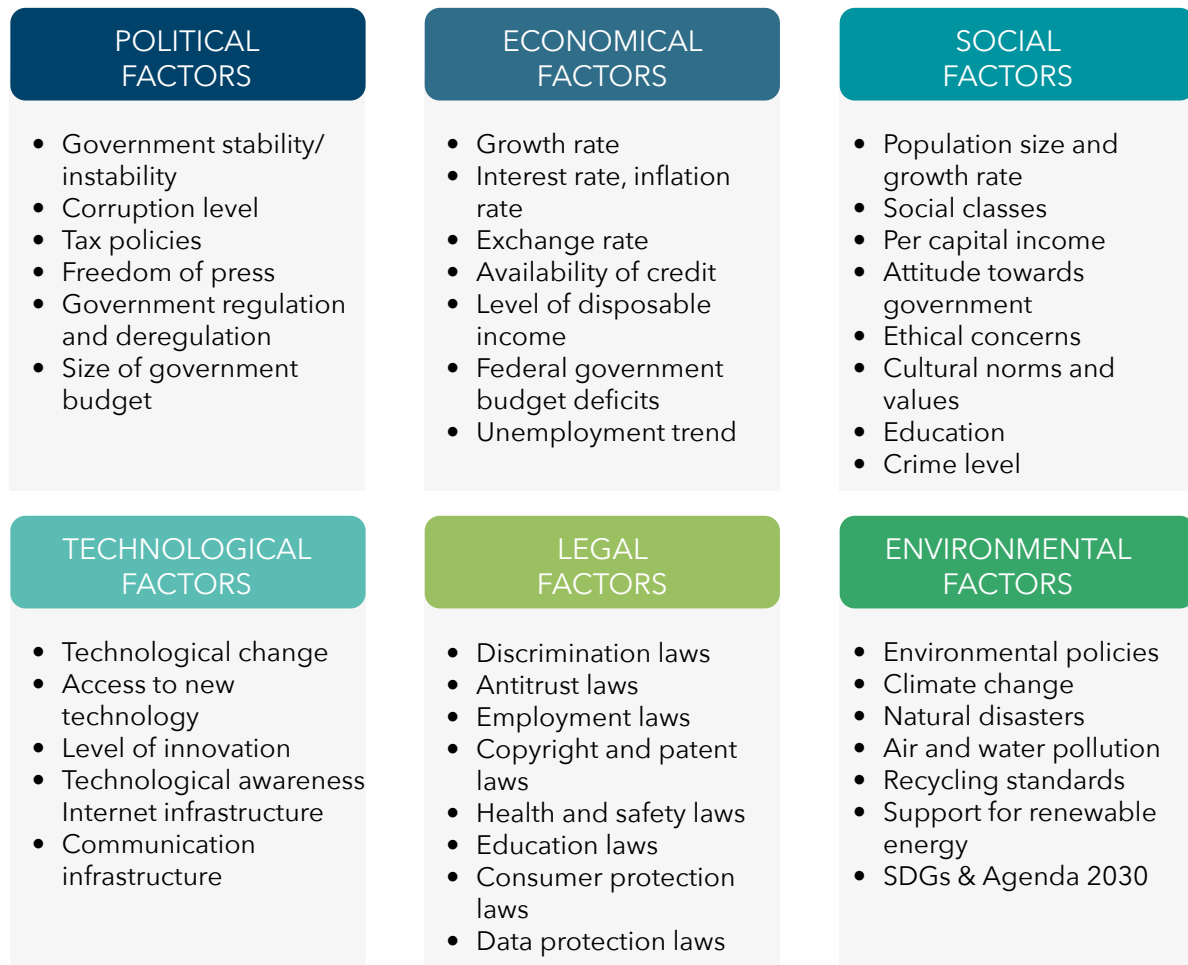 POLITICAL
FACTORS
• Government stability/
instability
• Corruption level
• Tax policies
• Freedom of press
• Government regulation
and deregulation
• Size of government
budget
ECONOMICAL
FACTORS
• Growth rate
• Interest rate, inflation
rate
• Exchange rate
• Availability of credit
• Level of disposable
income
• Federal government
budget deficits
• Unemployment trend
SOCIAL
FACTORS
• Population size and
growth rate
• Social classes
• Per capital income
• Attitude towards
government
• Ethical concerns
• Cultural norms and
values
• Education
• Crime level
TECHNOLOGICAL
FACTORS
• Technological change
• Access to new
technology
• Level of innovation
• Technological awareness
Internet infrastructure
• Communication
infrastructure
LEGAL
FACTORS
• Discrimination laws
• Antitrust laws
• Employment laws
• Copyright and patent
laws
• Health and safety laws
• Education laws
• Consumer protection
laws
• Data protection laws
ENVIRONMENTAL
FACTORS
• Environmental policies
• Climate change
• Natural disasters
• Air and water pollution
• Recycling standards
• Support for renewable
energy
• SDGs & Agenda 2030